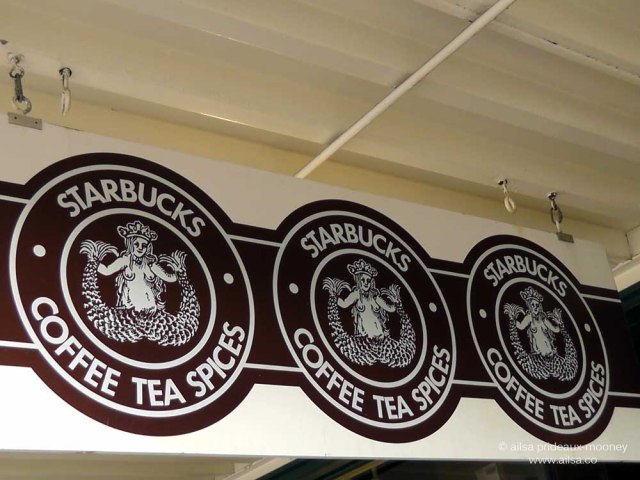 STARBUCKS
COFFEE TEA SPICES
STARBUCKS
COFFEE TEA SPICES
STARBUCKS
COFFEE TEA SPICES
© ailsa prideaux-mooney
www.ailsa.co